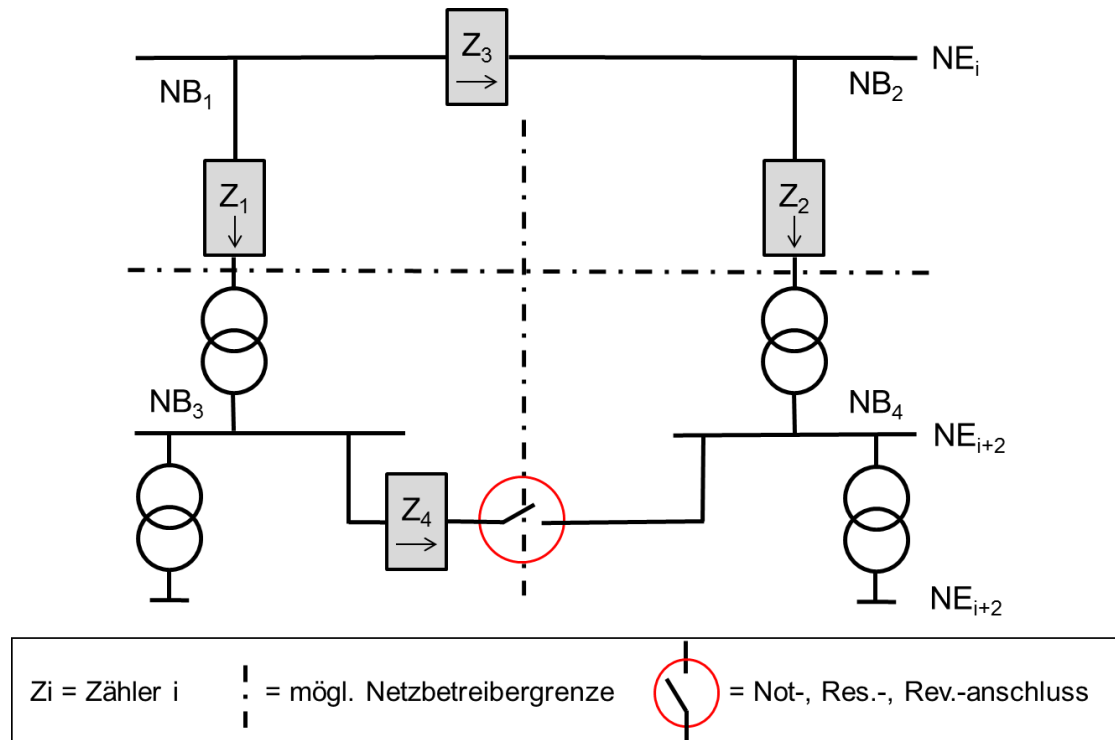 Z₃
NEᵢ
NB₁
NB₂
Z₁
Z₂
NB₃
NB₄
NEᵢ₊₂
Z₄
NEᵢ₊₂
Zi = Zähler i
= mögl. Netzbetreibergrenze
= Not-, Res.-, Rev.-anschluss